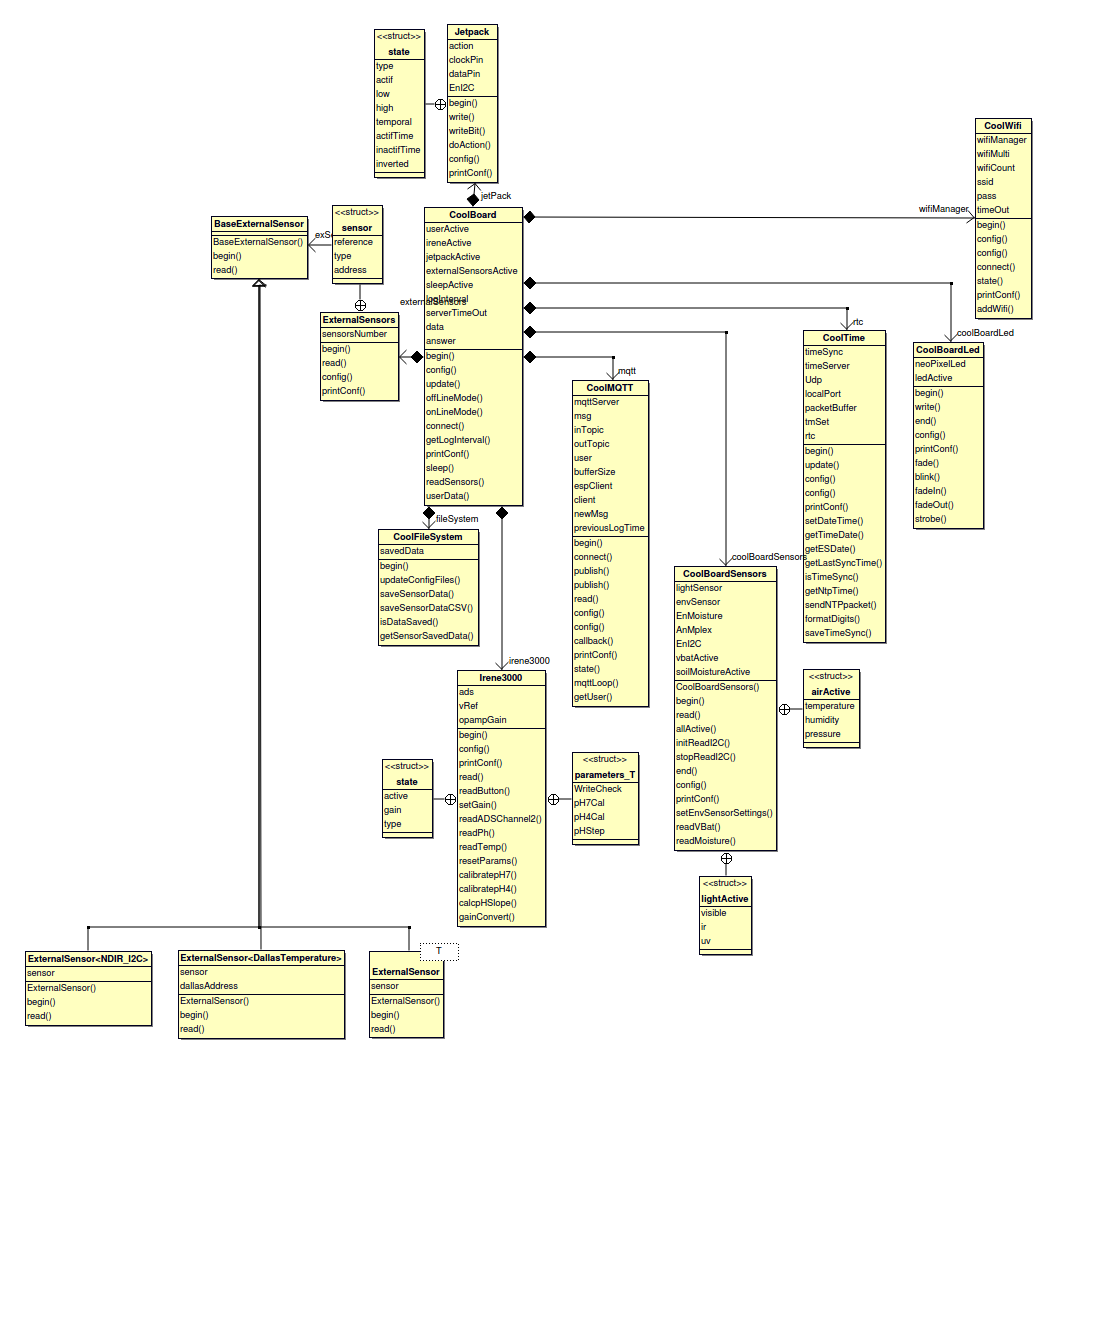 <<struct>>
state
type
actif
low
high
temporal
actifTime
inactifTime
inverted
Jetpack
action
clockPin
dataPin
EnI2C
begin()
write()
writeBit()
doAction()
config()
printConf()
jetPack
CoolWifi
wifiManager
wifiMulti
wifiCount
ssid
pass
timeOut
begin()
config()
config()
connect()
state()
printConf()
addWifi()
wifiManager
BaseExternalSensor
BaseExternalSensor()
begin()
read()
<<struct>>
sensor
reference
type
address
ExternalSensors
sensorsNumber
begin()
read()
config()
printConf()
externalSensors
CoolBoard
userActive
ireneActive
jetpackActive
externalSensorsActive
sleepActive
logInterval
serverTimeOut
data
answer
begin()
config()
update()
offLineMode()
onLineMode()
connect()
getLogInterval()
printConf()
sleep()
readSensors()
userData()
rtc
CoolTime
timeSync
timeServer
Udp
localPort
packetBuffer
tmSet
rtc
begin()
update()
config()
config()
printConf()
setDateTime()
getTimeDate()
getESDate()
getLastSyncTime()
isTimeSync()
getNtpTime()
sendNTPpacket()
formatDigits()
saveTimeSync()
coolBoardLed
CoolBoardLed
neoPixelLed
ledActive
begin()
write()
end()
config()
printConf()
fade()
blink()
fadeIn()
fadeOut()
strobe()
mqtt
CoolMQTT
mqttServer
msg
inTopic
outTopic
user
bufferSize
espClient
client
newMsg
previousLogTime
begin()
connect()
publish()
publish()
read()
config()
config()
callback()
printConf()
state()
mqttLoop()
getUser()
fileSystem
CoolFileSystem
savedData
begin()
updateConfigFiles()
saveSensorData()
saveSensorDataCSV()
isDataSaved()
getSensorSavedData()
coolBoardSensors
CoolBoardSensors
lightSensor
envSensor
EnMoisture
AnMplex
EnI2C
vbatActive
soilMoistureActive
CoolBoardSensors()
begin()
read()
allActive()
initReadI2C()
stopReadI2C()
end()
config()
printConf()
setEnvSensorSettings()
readVBat()
readMoisture()
<<struct>>
airActive
temperature
humidity
pressure
irene3000
Irene3000
ads
vRef
opampGain
begin()
config()
printConf()
read()
readButton()
setGain()
readADSChannel2()
readPh()
readTemp()
resetParams()
calibratepH7()
calibratepH4()
calcpHSlope()
gainConvert()
<<struct>>
state
active
gain
type
<<struct>>
parameters_T
WriteCheck
pH7Cal
pH4Cal
pHStep
<<struct>>
lightActive
visible
ir
uv
ExternalSensor<NDIR_I2C>
sensor
ExternalSensor()
begin()
read()
ExternalSensor<DallasTemperature>
sensor
dallasAddress
ExternalSensor()
begin()
read()
T
ExternalSensor
sensor
ExternalSensor()
begin()
read()